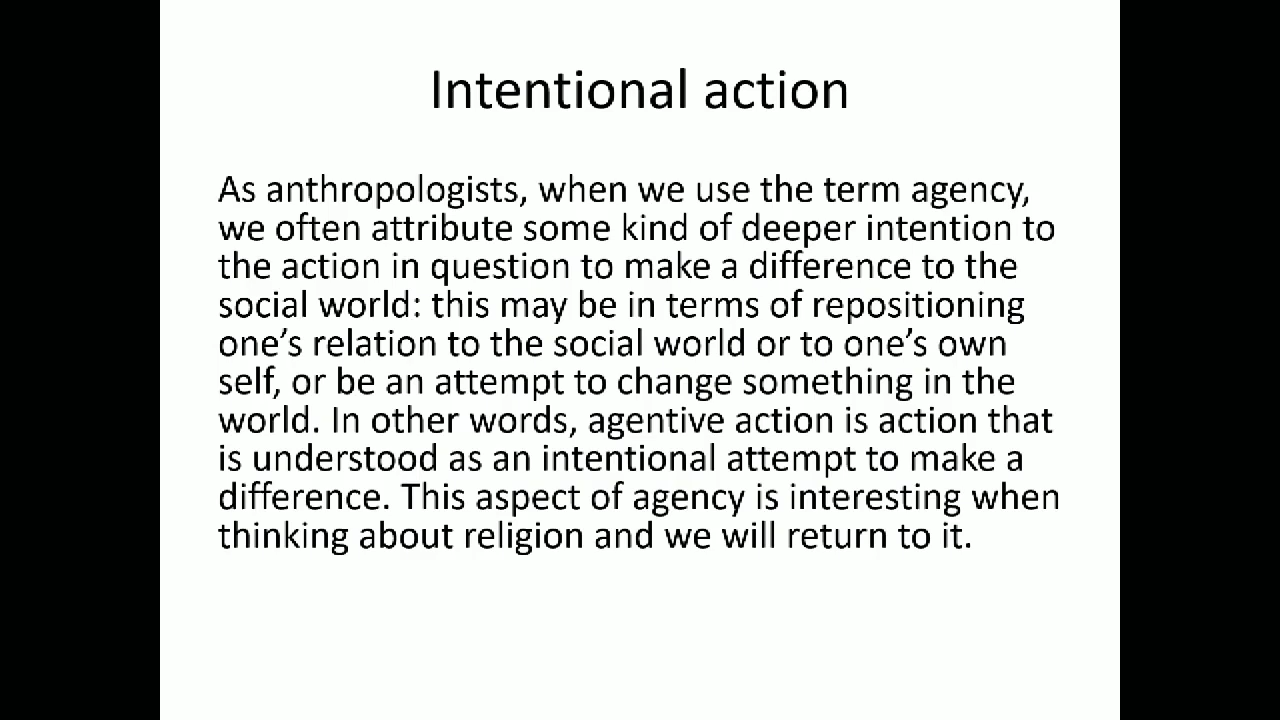 Intentional action
As anthropologists, when we use the term agency,
we often attribute some kind of deeper intention to
the action in question to make a difference to the
social world: this may be in terms of repositioning
one’s relation to the social world or to one’s own
self, or be an attempt to change something in the
world. In other words, agentive action is action that
is understood as an intentional attempt to make a
difference. This aspect of agency is interesting when
thinking about religion and we will return to it.